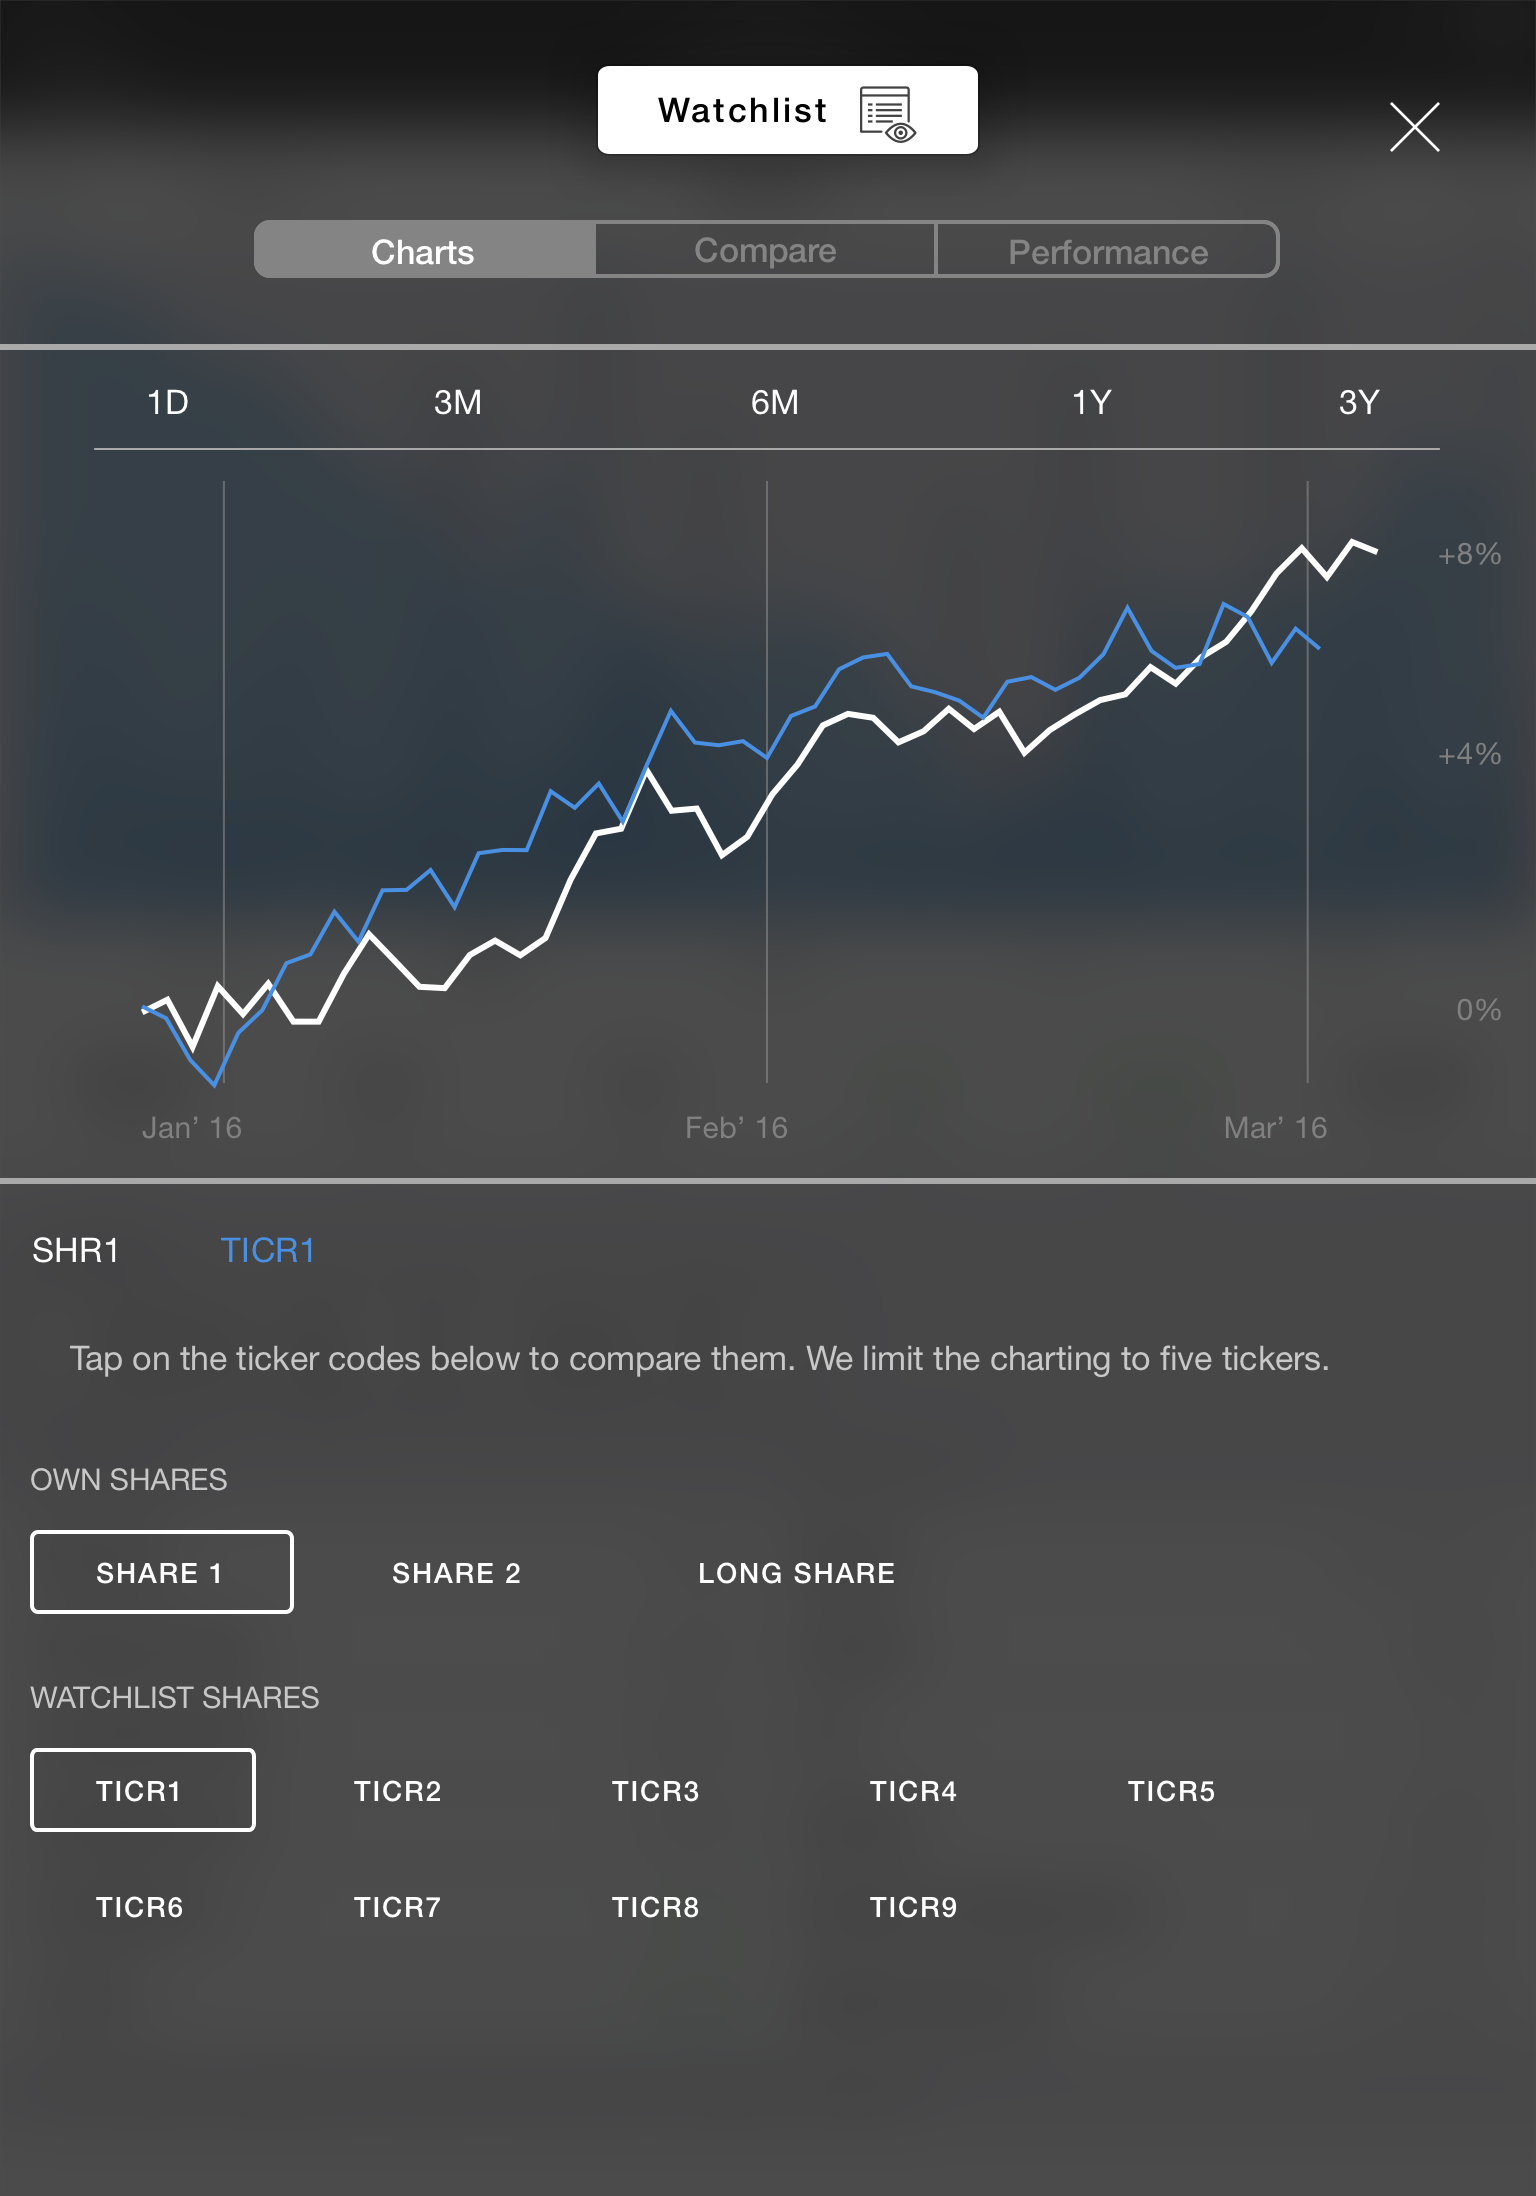 Watchlist
Charts Compare Performance
1D 3M 6M 1Y 3Y
+8%
+4%
0%
Jan’ 16 Feb’ 16 Mar’ 16
SHR1 TICR1
Tap on the ticker codes below to compare them. We limit the charting to five tickers.
OWN SHARES
SHARE 1 SHARE 2 LONG SHARE
WATCHLIST SHARES
TICR1 TICR2 TICR3 TICR4 TICR5
TICR6 TICR7 TICR8 TICR9